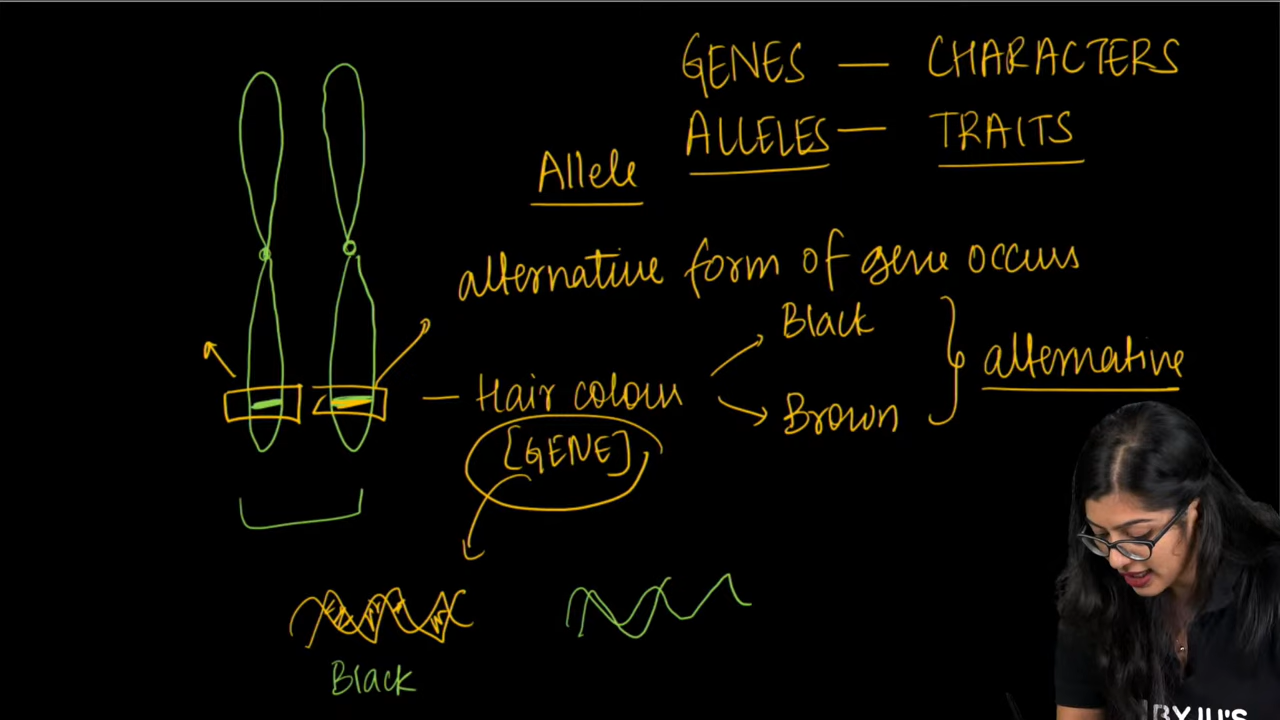 GENES — CHARACTERS
ALLELES — TRAITS
Allele
alternative form of gene occurs
Black
— Hair colour
alternative
Brown
[GENE]
Black
BYJU'S